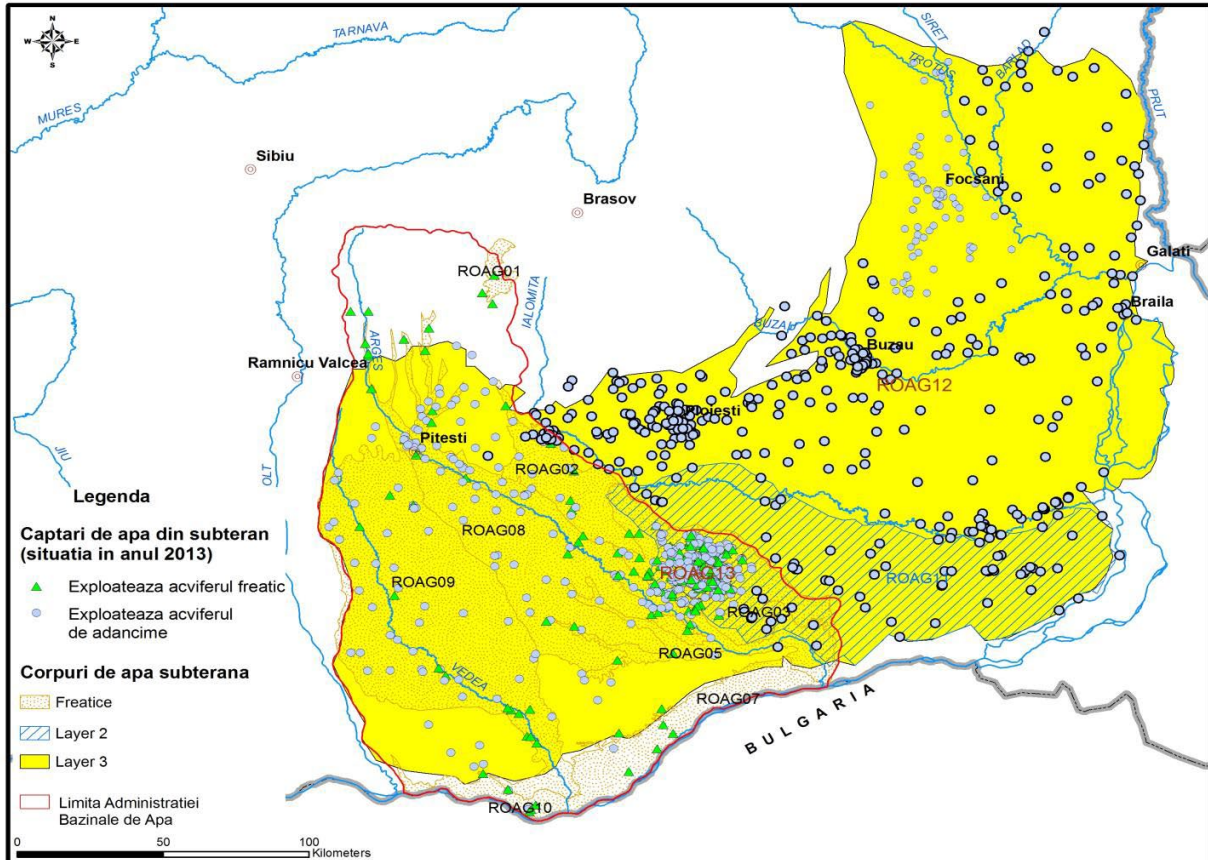 N
W E
S
TARNAVA
MURES
SIRET
TROTUS
BARLAD
PRUT
Sibiu
Brasov
Focsani
Galati
Braila
ROAG01
IALOMITA
ARGES
BUZAU
Buzau
ROAG12
Ramnicu Valcea
Ploiesti
Pitesti
JIU
OLT
ROAG02
ROAG08
ROAG13
ROAG11
ROAG09
ROAG03
ROAG05
VEDEA
ROAG07
BULGARIA
ROAG10
Legenda
Captari de apa din subteran
(situatia in anul 2013)
Exploateaza acviferul freatic
Exploateaza acviferul
de adancime
Corpuri de apa subterana
Freatice
Layer 2
Layer 3
Limita Administratiei
Bazinale de Apa
0 50 100
Kilometers